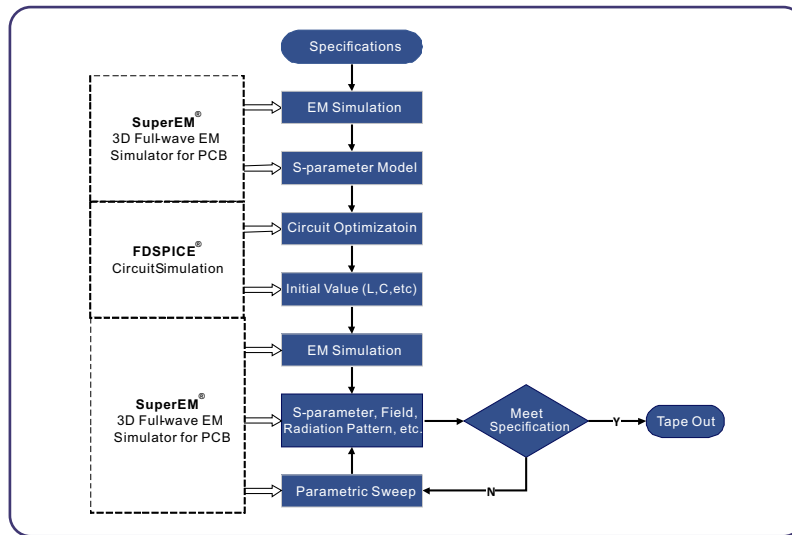 Specifications
SuperEM®
3D Full-wave EM
Simulator for PCB
EM Simulation
S-parameter Model
FDSPICE®
CircuitSimulation
Circuit Optimizatoin
Initial Value (L,C,etc)
SuperEM®
3D Full-wave EM
Simulator for PCB
EM Simulation
S-parameter, Field,
Radiation Pattern, etc.
Meet
Specification
Y
Tape Out
Parametric Sweep
N